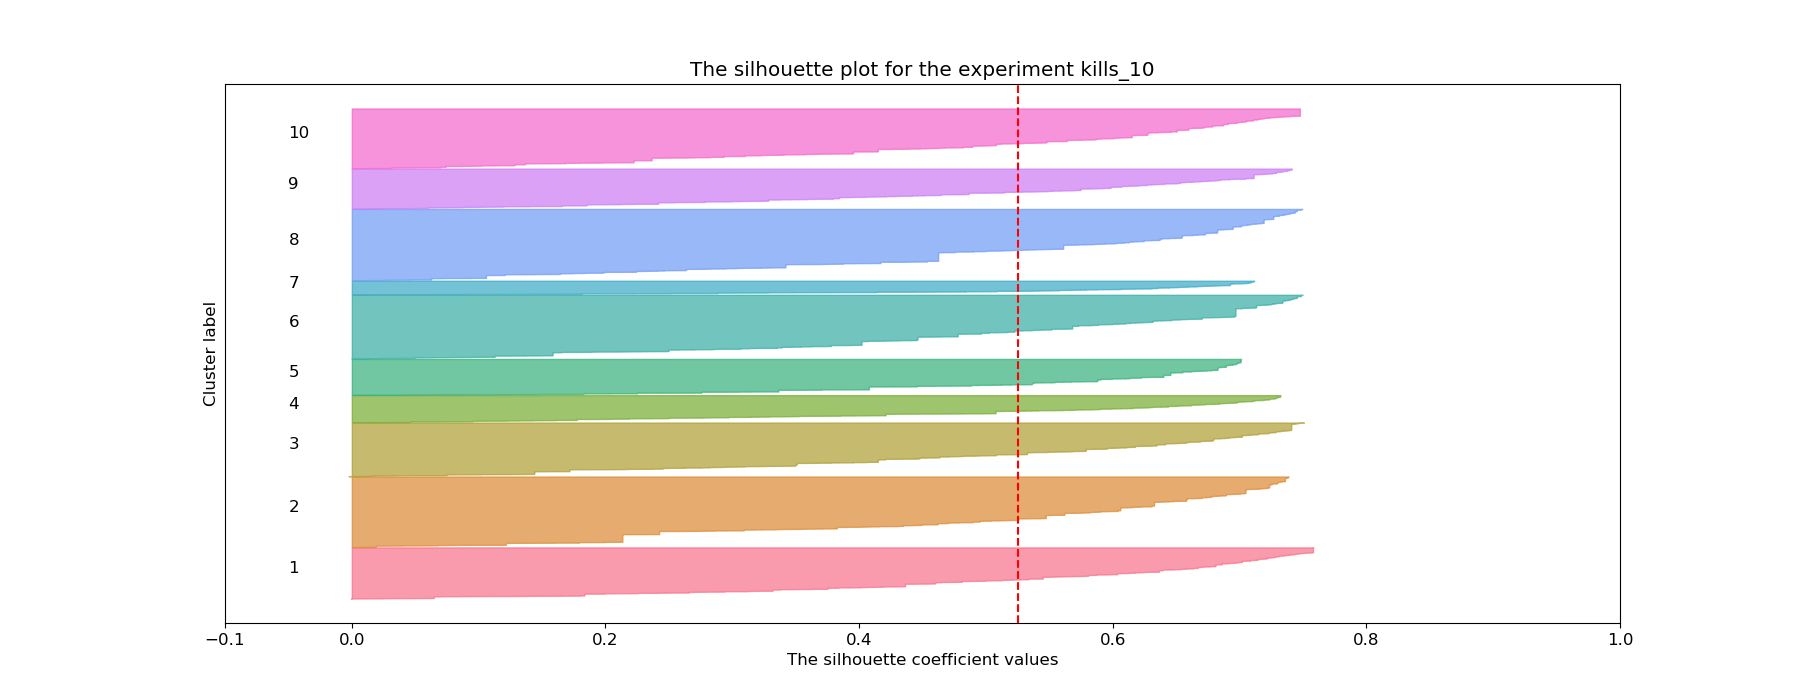 The silhouette plot for the experiment kills_10
10
9
8
7
6
5
4
3
2
1
Cluster label
−0.1 0.0 0.2 0.4 0.6 0.8 1.0
The silhouette coefficient values